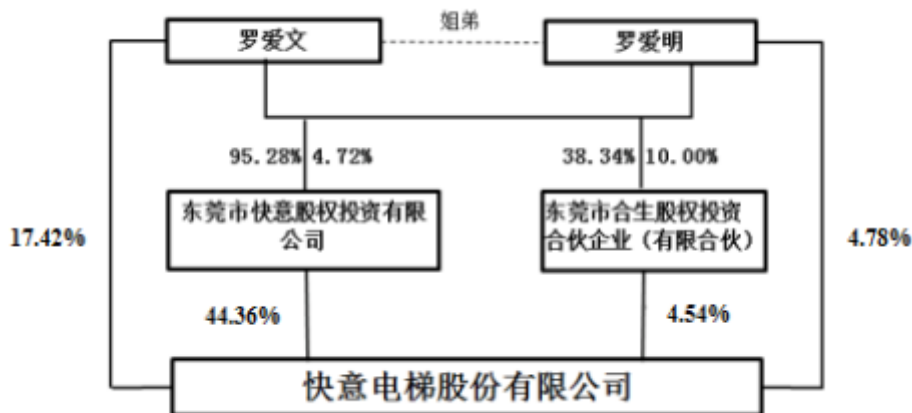 姐弟
罗爱文
罗爱明
95.28% 4.72%
38.34% 10.00%
东莞市快意股权投资有限
公司
东莞市合生股权投资
合伙企业（有限合伙）
17.42%
4.78%
44.36%
4.54%
快意电梯股份有限公司